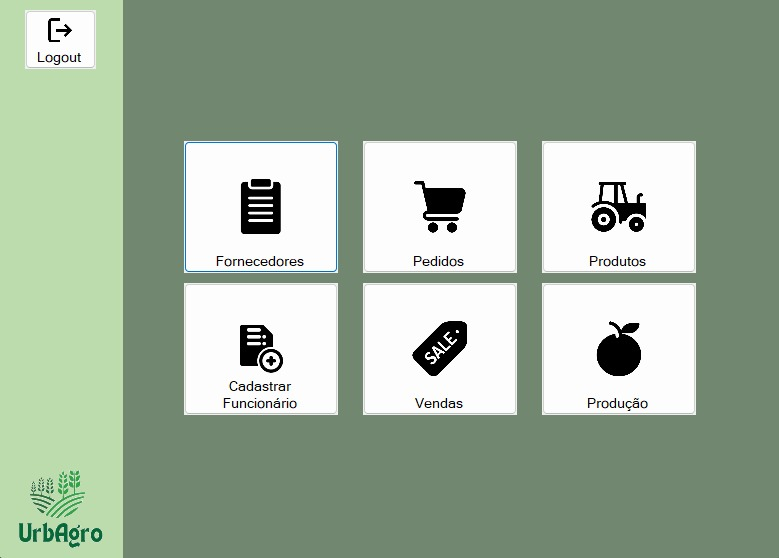 Logout
Fornecedores
Pedidos
Produtos
Cadastrar
Funcionário
SALE
Vendas
Produção
UrbAgro